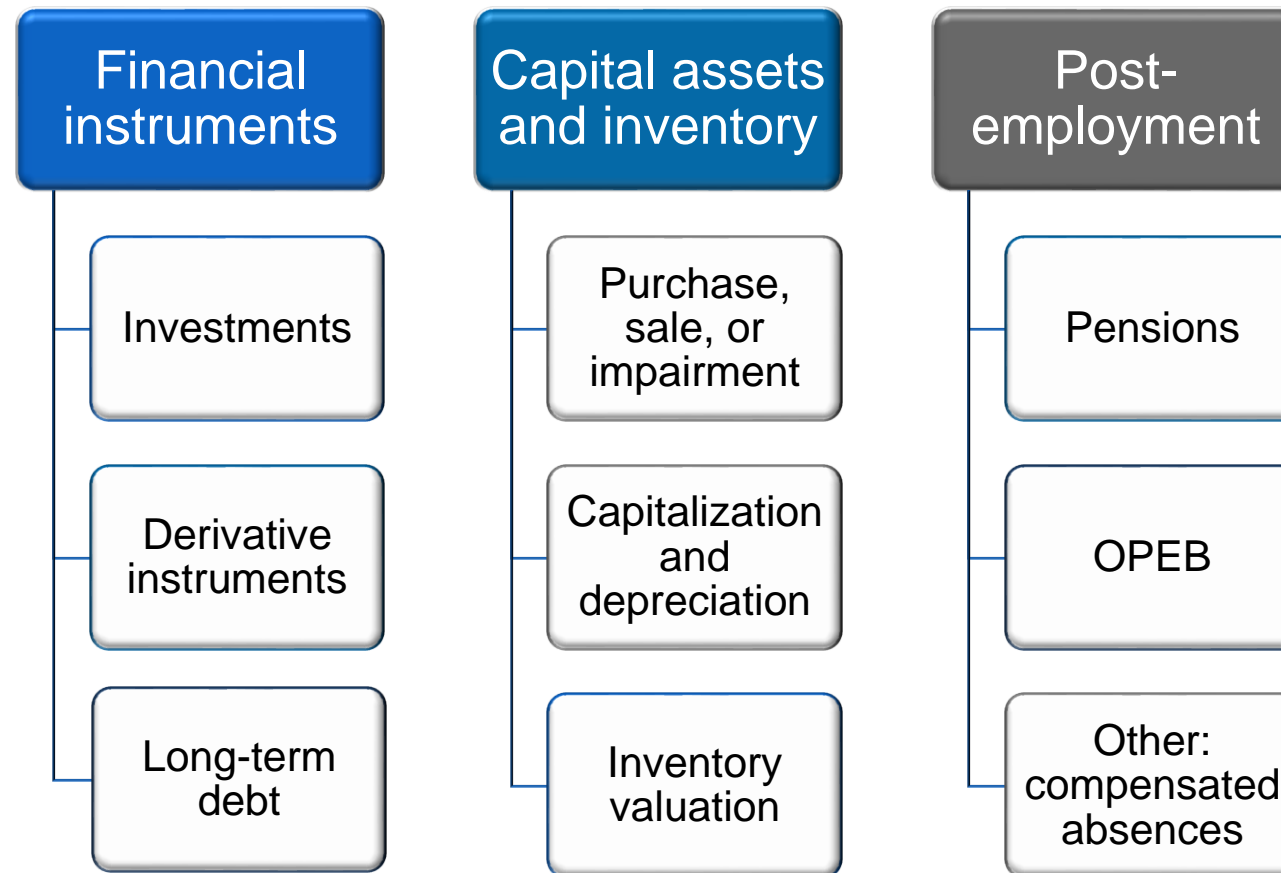 Financial
instruments
Investments
Derivative
instruments
Long-term
debt
Capital assets
and inventory
Purchase,
sale, or
impairment
Capitalization
and
depreciation
Inventory
valuation
Post-
employment
Pensions
OPEB
Other:
compensated
absences